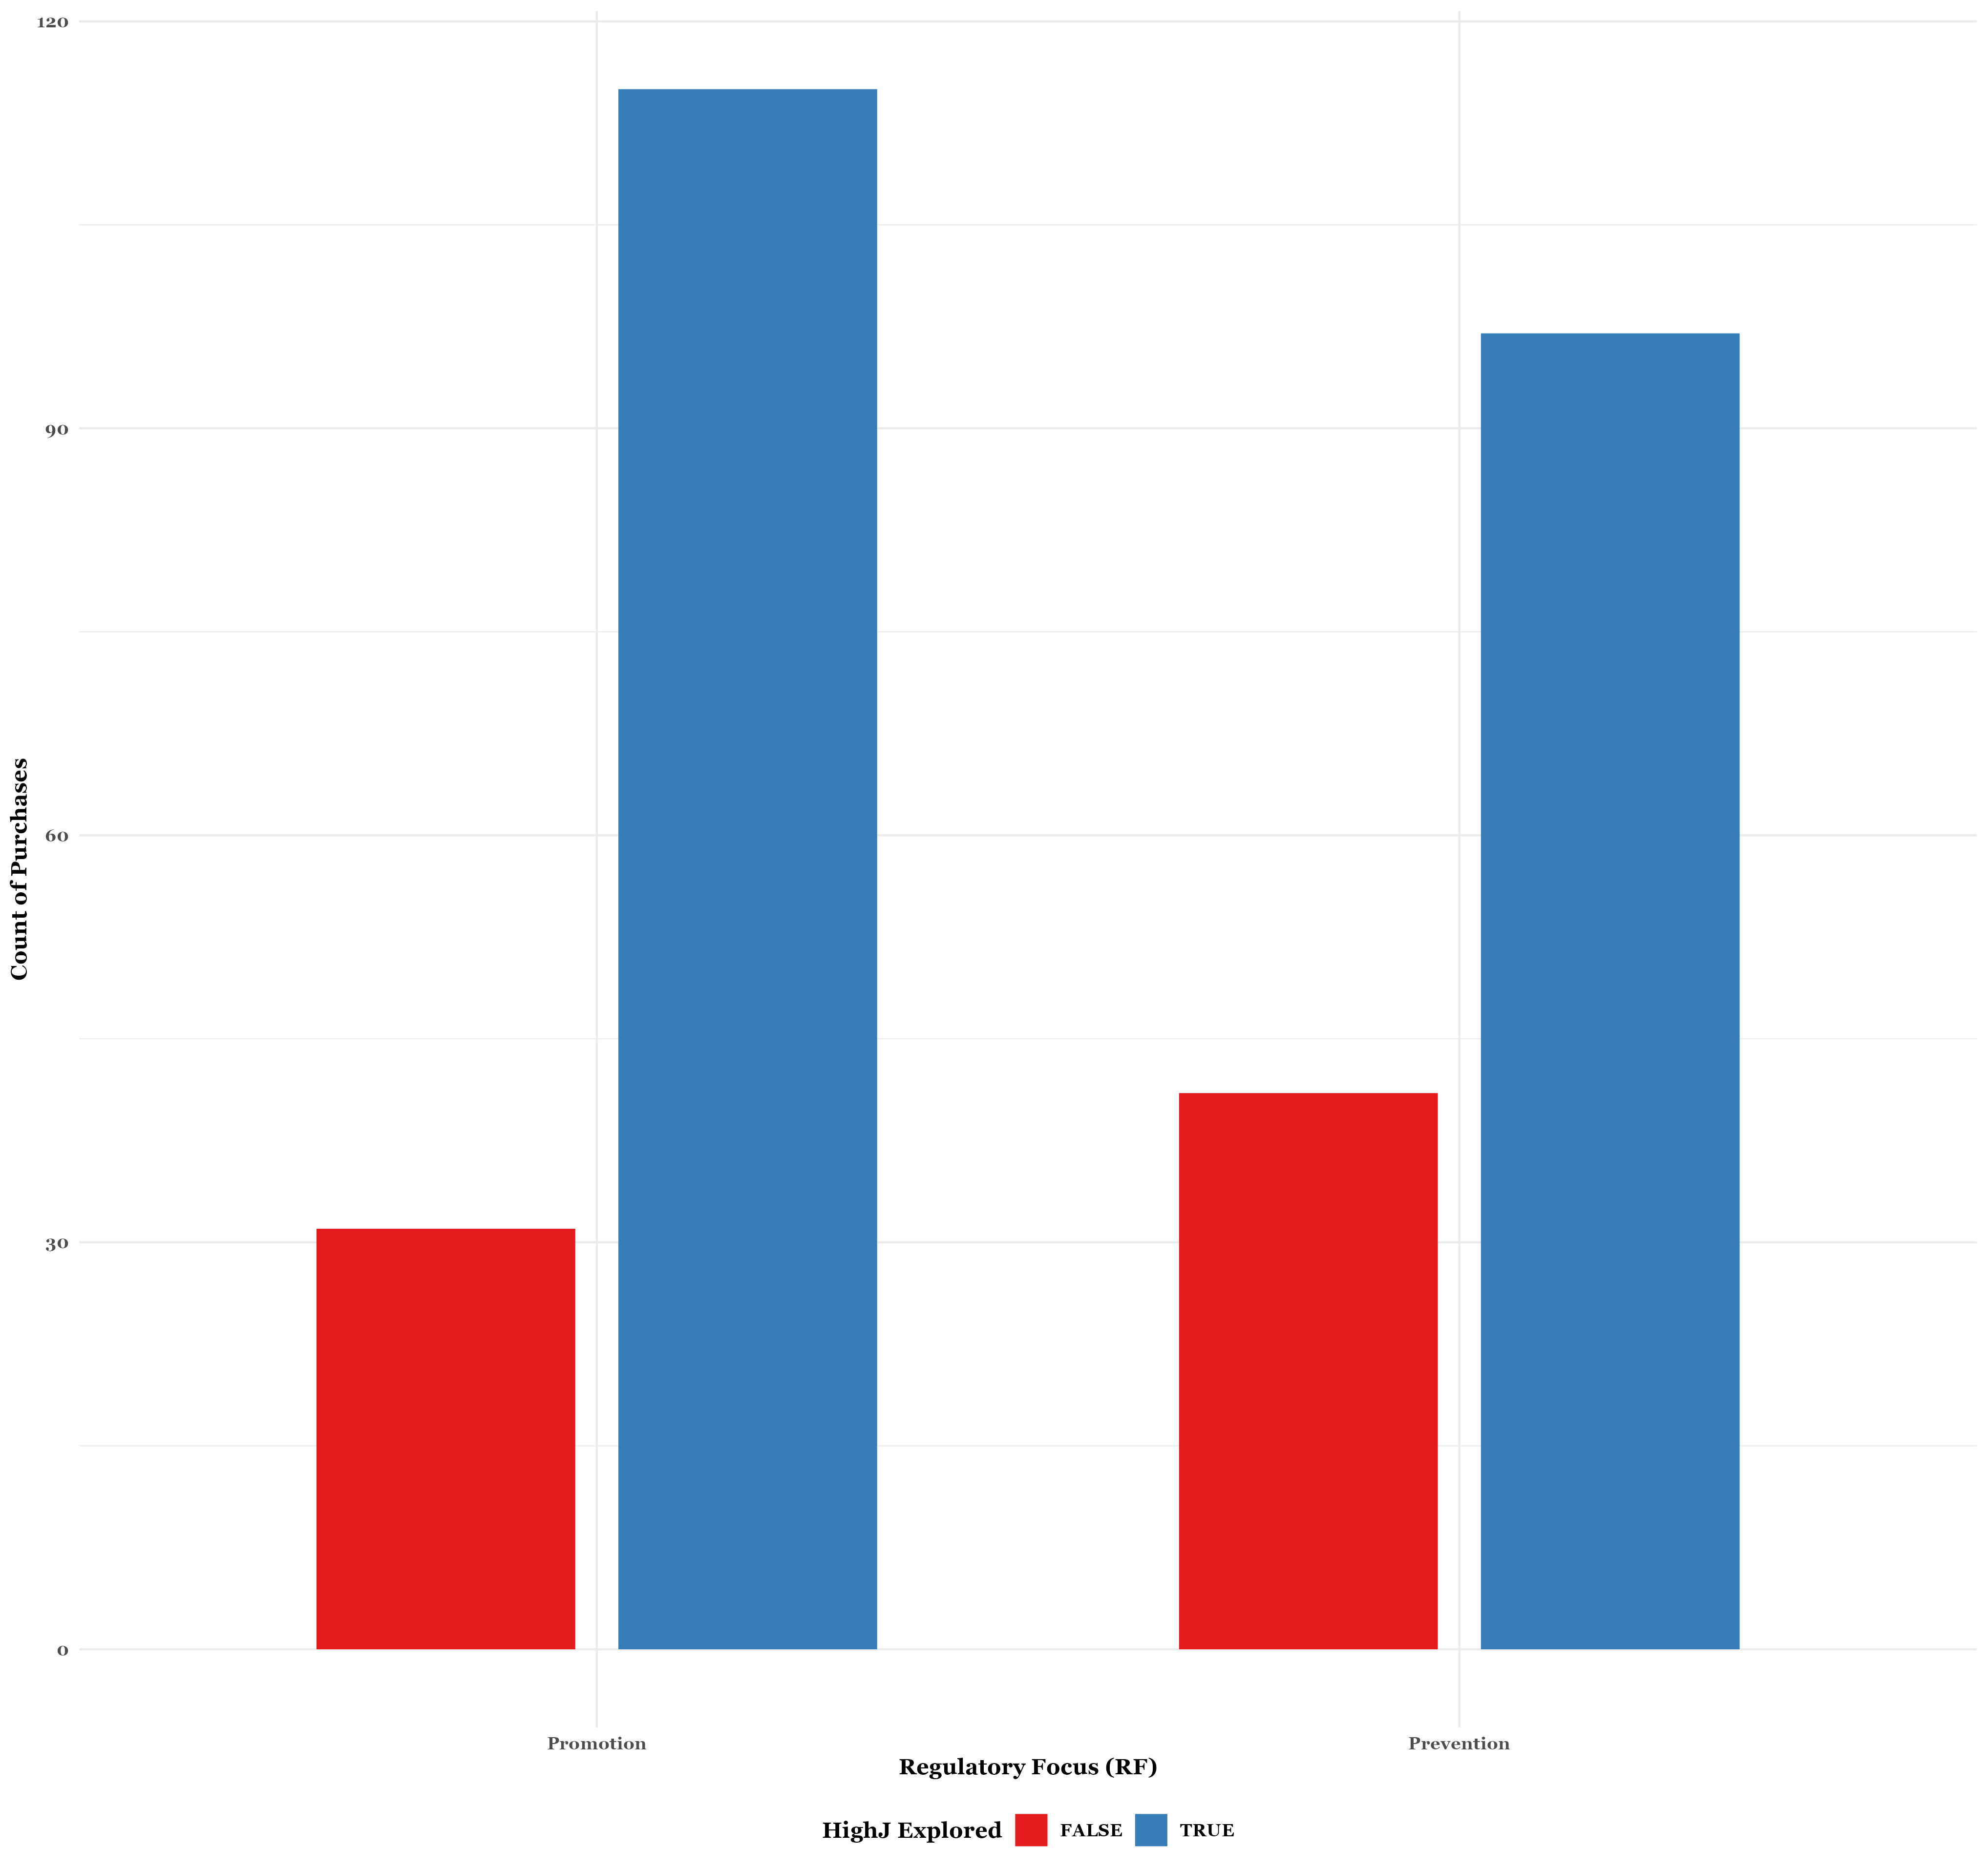 120
90
60
30
0
Count of Purchases
Promotion Prevention
Regulatory Focus (RF)
HighJ Explored FALSE TRUE